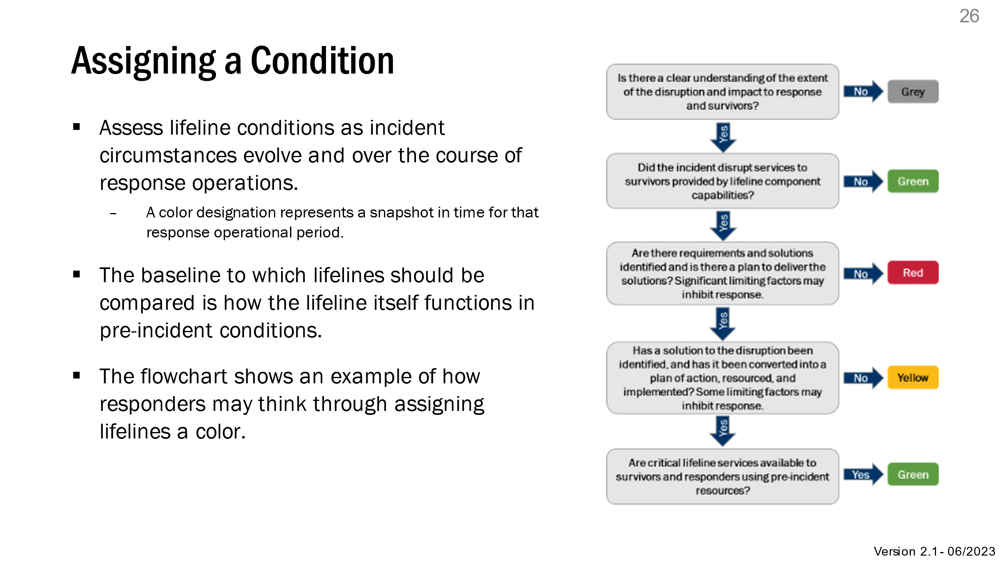 26
Assigning a Condition
▪ Assess lifeline conditions as incident
circumstances evolve and over the course of
response operations.
– A color designation represents a snapshot in time for that
response operational period.
▪ The baseline to which lifelines should be
compared is how the lifeline itself functions in
pre-incident conditions.
▪ The flowchart shows an example of how
responders may think through assigning
lifelines a color.
Is there a clear understanding of the extent
of the disruption and impact to response
and survivors?
No
Grey
Yes
Did the incident disrupt services to
survivors provided by lifeline component
capabilities?
No
Green
Yes
Are there requirements and solutions
identified and is there a plan to deliver the
solutions? Significant limiting factors may
inhibit response.
No
Red
Yes
Has a solution to the disruption been
identified, and has it been converted into a
plan of action, resourced, and
implemented? Some limiting factors may
inhibit response.
No
Yellow
Yes
Are critical lifeline services available to
survivors and responders using pre-incident
resources?
Yes
Green
Version 2.1- 06/2023